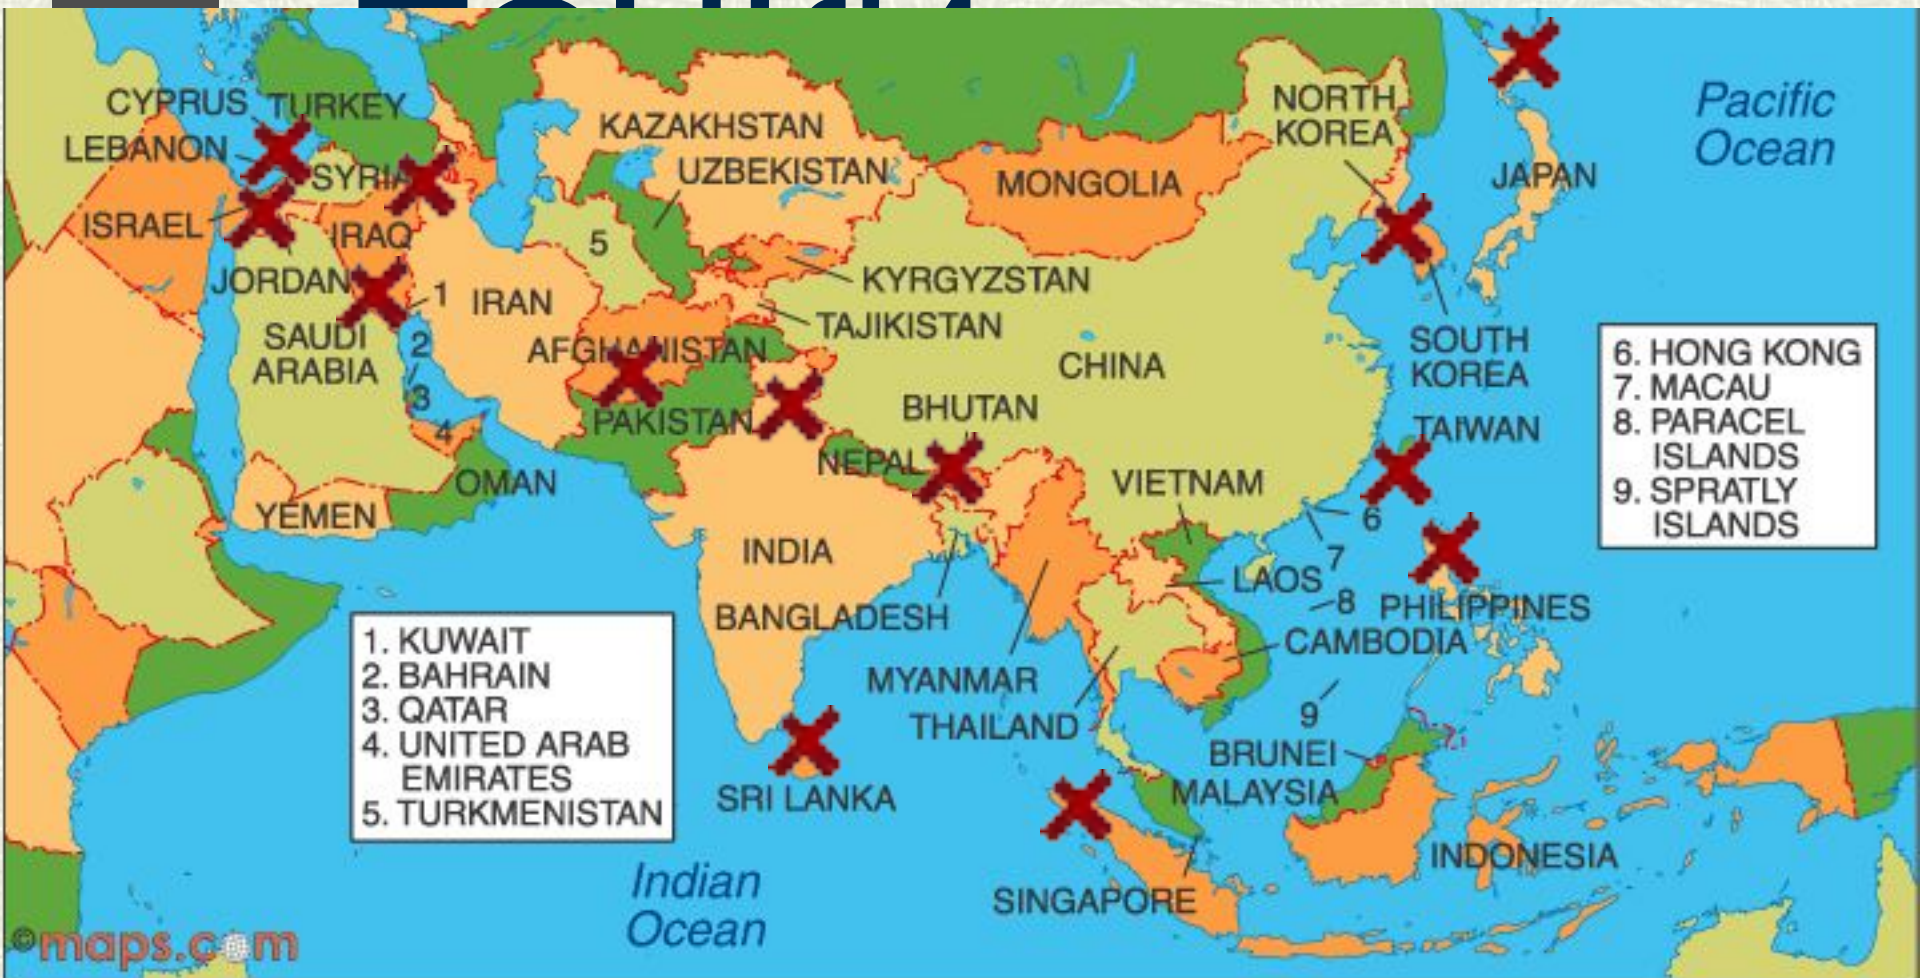 CYPRUS
TURKEY
LEBANON
SYRIA
ISRAEL
IRAQ
JORDAN
1
IRAN
SAUDI
ARABIA
2
3
4
OMAN
YEMEN
KAZAKHSTAN
UZBEKISTAN
5
MONGOLIA
KYRGYZSTAN
TAJIKISTAN
AFGHANISTAN
PAKISTAN
CHINA
BHUTAN
NEPAL
INDIA
BANGLADESH
MYANMAR
THAILAND
SRI LANKA
VIETNAM
LAOS
CAMBODIA
NORTH
KOREA
JAPAN
SOUTH
KOREA
TAIWAN
6
7
8
PHILIPPINES
9
BRUNEI
MALAYSIA
SINGAPORE
INDONESIA
Pacific
Ocean
Indian
Ocean
1. KUWAIT
2. BAHRAIN
3. QATAR
4. UNITED ARAB
EMIRATES
5. TURKMENISTAN
6. HONG KONG
7. MACAU
8. PARACEL
ISLANDS
9. SPRATLY
ISLANDS
©maps.com